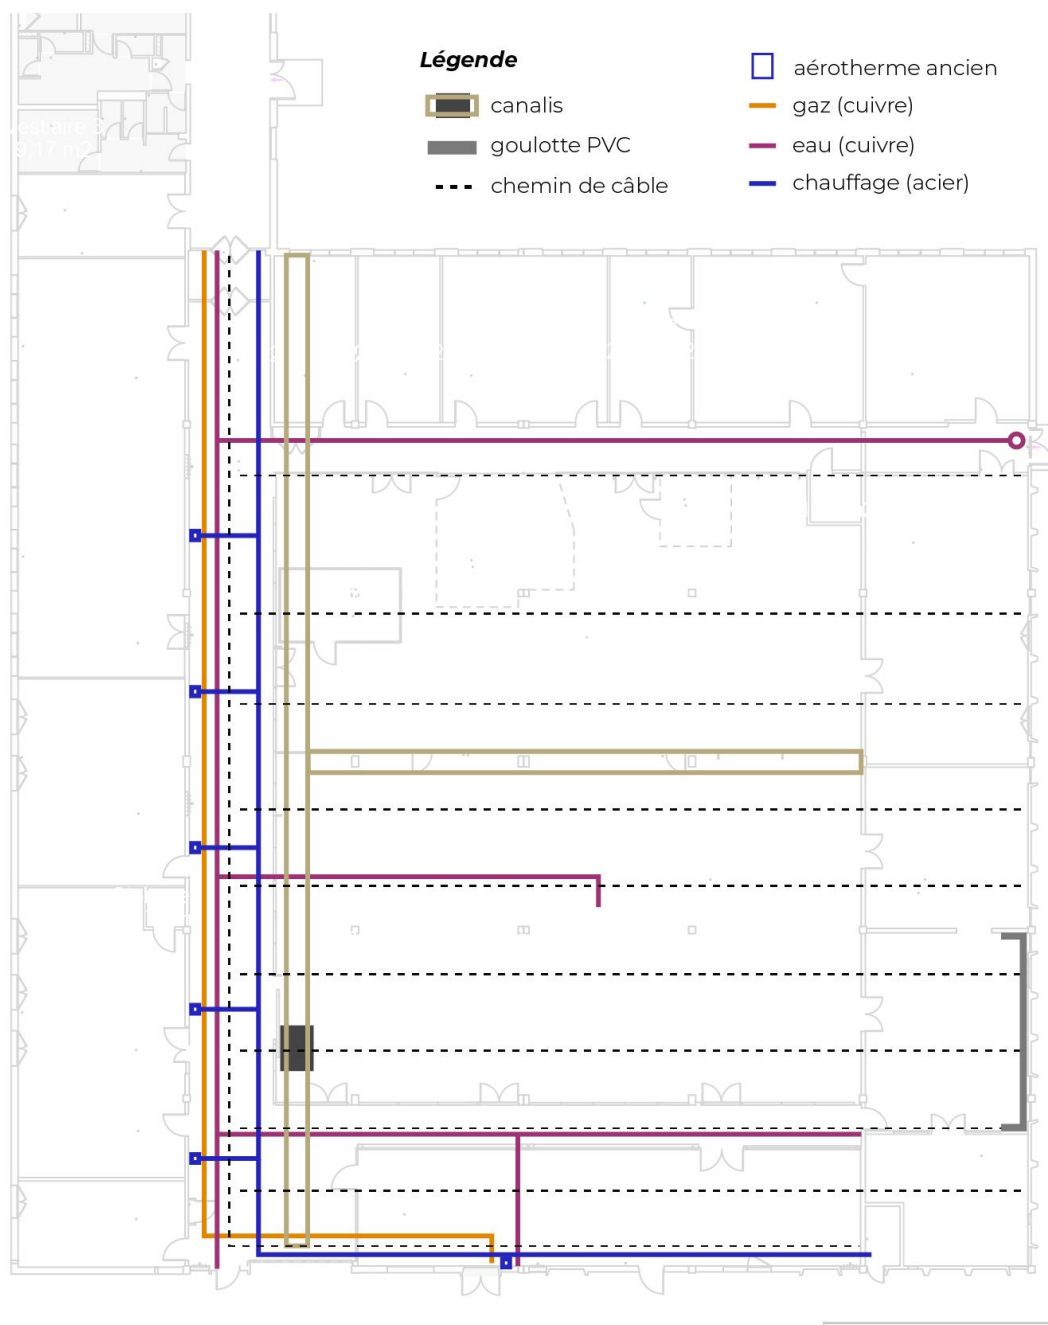 Légende
canalis
goulotte PVC
chemin de câble
aérotherme ancien
gaz (cuivre)
eau (cuivre)
chauffage (acier)